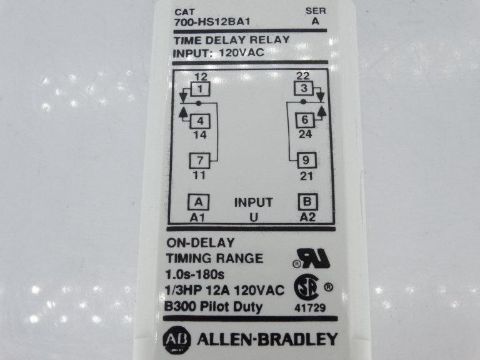 CAT SER
700-HS12BA1 A
TIME DELAY RELAY
INPUT: 120VAC
12 22
1 3
4 6
14 24
7 9
11 21
A INPUT B
A1 U A2
ON-DELAY
TIMING RANGE
1.0s-180s
1/3HP 12A 120VAC
B300 Pilot Duty
RU
SA
41729
AB ALLEN-BRADLEY